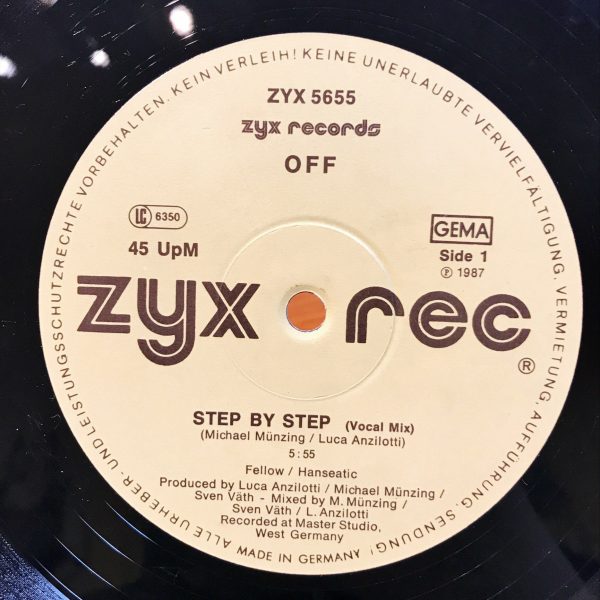 ALLE URHEBER- UND LEISTUNGSSCHUTZRECHTE VORBEHALTEN. KEIN VERLEIH! KEINE UNERLAUBTE VERVIELFÄLTIGUNG, VERMIETUNG, AUFFÜHRUNG, SENDUNG!
ZYX 5655
zyx records
OFF
LC 6350
GEMA
45 UpM
Side 1
Ⓟ 1987
zyx rec
®
STEP BY STEP (Vocal Mix)
(Michael Münzing / Luca Anzilotti)
5:55
Fellow / Hanseatic
Produced by Luca Anzilotti / Michael Münzing /
Sven Väth - Mixed by M. Münzing /
Sven Väth / L. Anzilotti
Recorded at Master Studio,
West Germany
MADE IN GERMANY